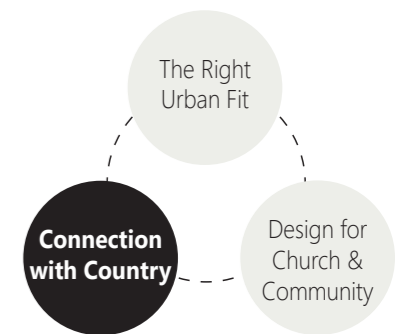 The Right
Urban Fit
Connection
with Country
Design for
Church &
Community